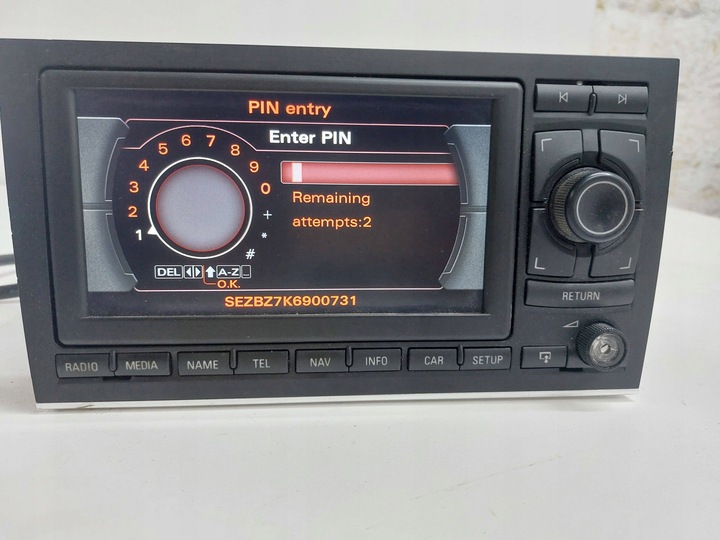 PIN entry
Enter PIN
1 2 3 4 5 6 7 8 9 0 + * #
Remaining
attempts:2
DEL A-Z
O.K.
SEZBZ7K6900731
RETURN
RADIO MEDIA NAME TEL NAV INFO CAR SETUP